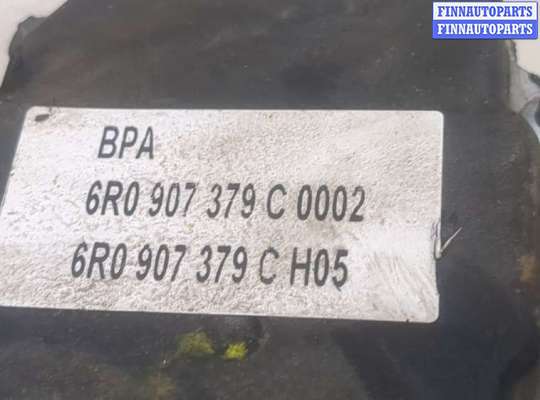 FINNAUTOPARTS
FINNAUTOPARTS
BPA
6R0 907 379 C 0002
6R0 907 379 C H05